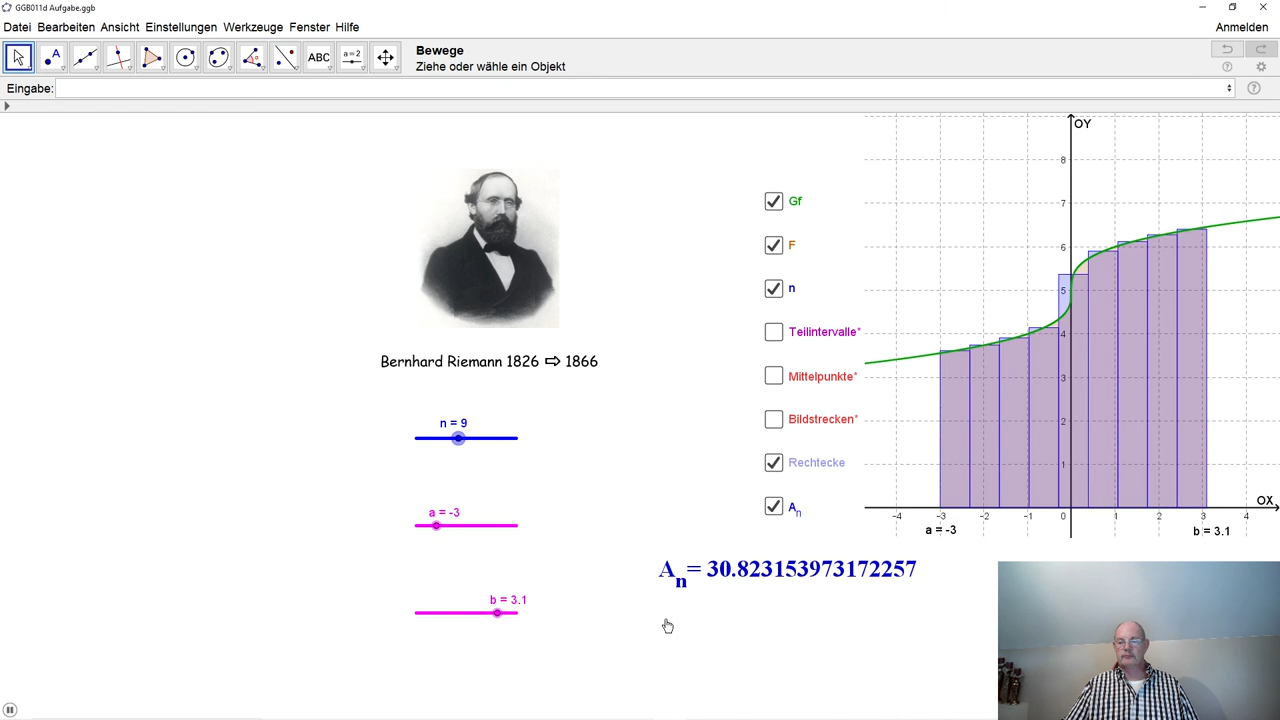 GGB011d Aufgabe.ggb
Datei Bearbeiten Ansicht Einstellungen Werkzeuge Fenster Hilfe
Anmelden
A
ABC
a=2
Bewege
Ziehe oder wähle ein Objekt
Eingabe:
Bernhard Riemann 1826 ⇨ 1866
n = 9
a = -3
b = 3.1
Gf
F
n
Teilintervalle*
Mittelpunkte*
Bildstrecken*
Rechtecke
An
OY
8
7
6
5
4
3
2
1
OX
-4 -3 -2 -1 0 1 2 3 4
a = -3
b = 3.1
An= 30.823153973172257